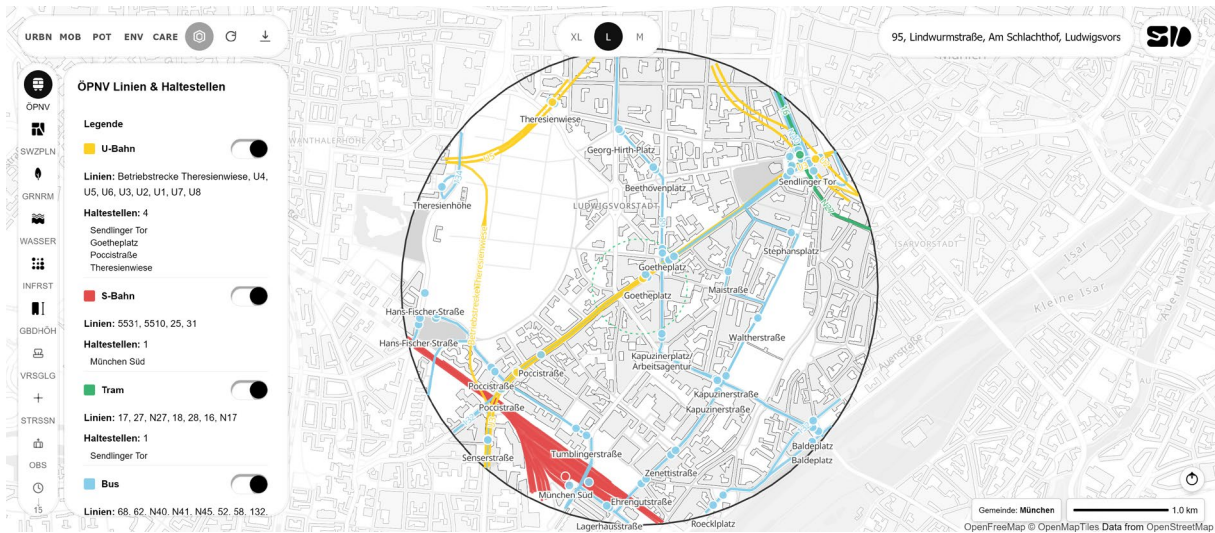 URBN MOB POT ENV CARE
XL L M
95, Lindwurmstraße, Am Schlachthof, Ludwigsvors
ÖPNV
SWZPLN
GRNRM
WASSER
INFRST
GBDHÖH
VRSGLG
STRSSN
OBS
15
ÖPNV Linien & Haltestellen
Legende
U-Bahn
Linien: Betriebstrecke Theresienwiese, U4,
U5, U6, U3, U2, U1, U7, U8
Haltestellen: 4
Sendlinger Tor
Goetheplatz
Poccistraße
Theresienwiese
S-Bahn
Linien: 5531, 5510, 25, 31
Haltestellen: 1
München Süd
Tram
Linien: 17, 27, N27, 18, 28, 16, N17
Haltestellen: 1
Sendlinger Tor
Bus
Linien: 68, 62, N40, N41, N45, 52, 58, 132,
Theresienwiese
Georg-Hirth-Platz
Beethovenplatz
Sendlinger Tor
Theresienhöhe
LUDWIGSVORSTADT
ISARVORSTADT
Stephansplatz
Goetheplatz
Maistraße
Goetheplatz
Kleine Isar
Hans-Fischer-Straße
Hans-Fischer-Straße
Waltherstraße
Kapuzinerplatz/
Arbeitsagentur
Poccistraße
Poccistraße
Kapuzinerstraße
Poccistraße
Kapuzinerstraße
Baldeplatz
Baldeplatz
Senserstraße
Tumblingerstraße
Zenettistraße
München Süd
Ehrengutstraße
Lagerhausstraße
Roecklplatz
Gemeinde: München
1.0 km
OpenFreeMap © OpenMapTiles Data from OpenStreetMap